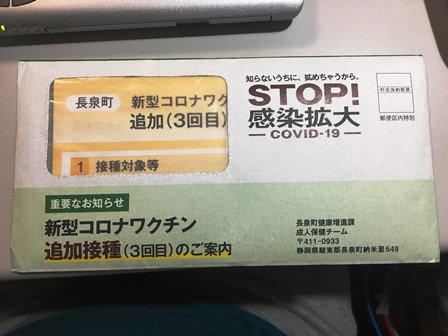 知らないうちに、拡めちゃうから。
STOP!
感染拡大
COVID-19
料金後納郵便
郵便区内特別
長泉町
新型コロナワク
追加(3回目)
1 接種対象等
重要なお知らせ
新型コロナワクチン
追加接種(3回目)のご案内
長泉町健康増進課
成人保健チーム
〒411-0933
静岡県駿東郡長泉町納米里549